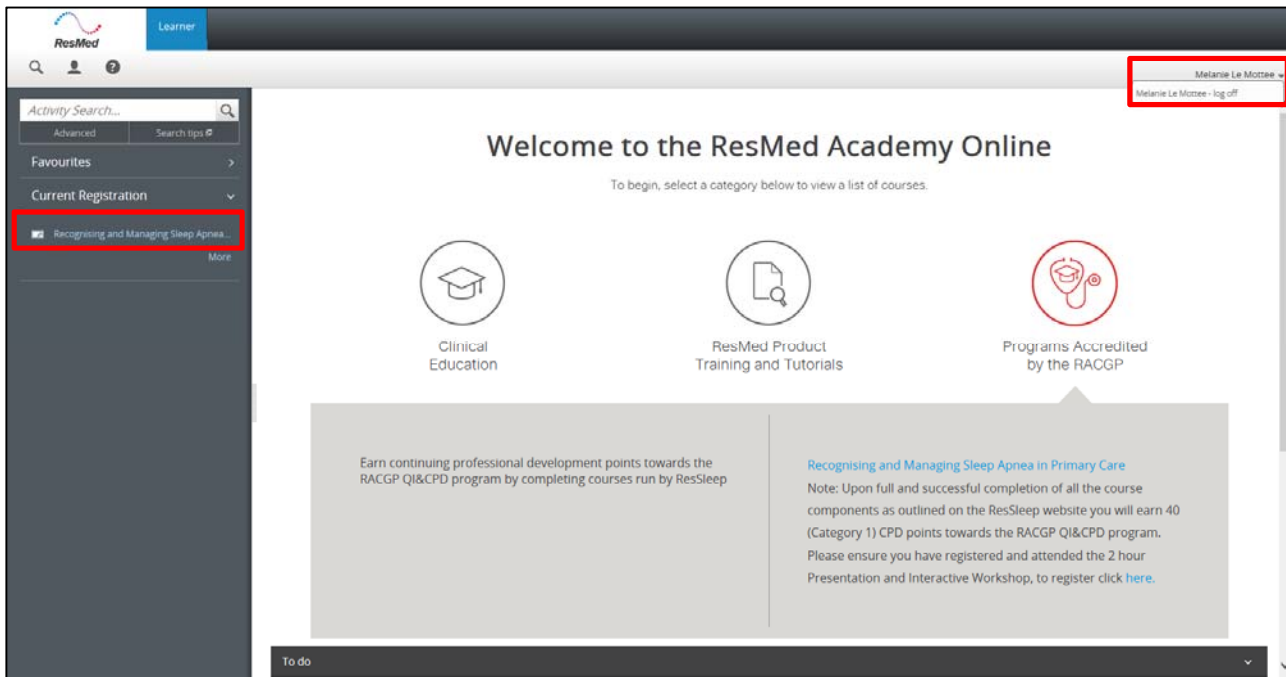 ResMed
Learner
Melanie Le Mottee
Melanie Le Mottee - log off
Activity Search...
Advanced
Search tips
Favourites
Current Registration
Recognising and Managing Sleep Apnea...
More
Welcome to the ResMed Academy Online
To begin, select a category below to view a list of courses.
Clinical
Education
ResMed Product
Training and Tutorials
Programs Accredited
by the RACGP
Earn continuing professional development points towards the
RACGP QI&CPD program by completing courses run by ResSleep
Recognising and Managing Sleep Apnea in Primary Care
Note: Upon full and successful completion of all the course
components as outlined on the ResSleep website you will earn 40
(Category 1) CPD points towards the RACGP QI&CPD program.
Please ensure you have registered and attended the 2 hour
Presentation and Interactive Workshop, to register click here.
To do